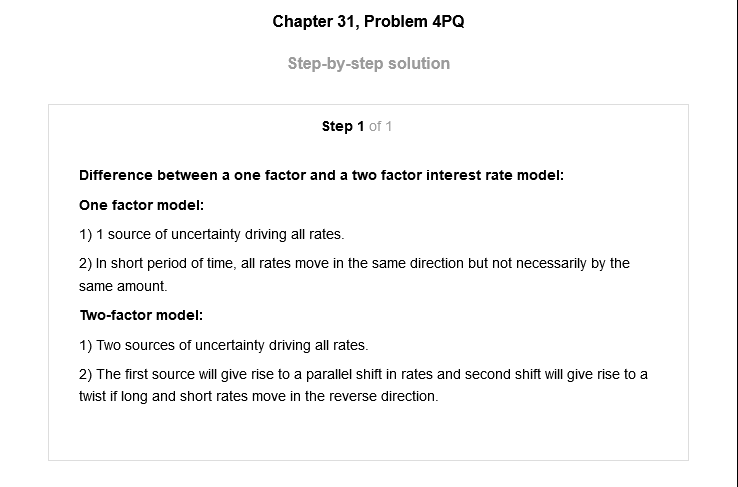 Chapter 31, Problem 4PQ
Step-by-step solution
Step 1 of 1
Difference between a one factor and a two factor interest rate model:
One factor model:
1) 1 source of uncertainty driving all rates.
2) In short period of time, all rates move in the same direction but not necessarily by the
same amount.
Two-factor model:
1) Two sources of uncertainty driving all rates.
2) The first source will give rise to a parallel shift in rates and second shift will give rise to a
twist if long and short rates move in the reverse direction.